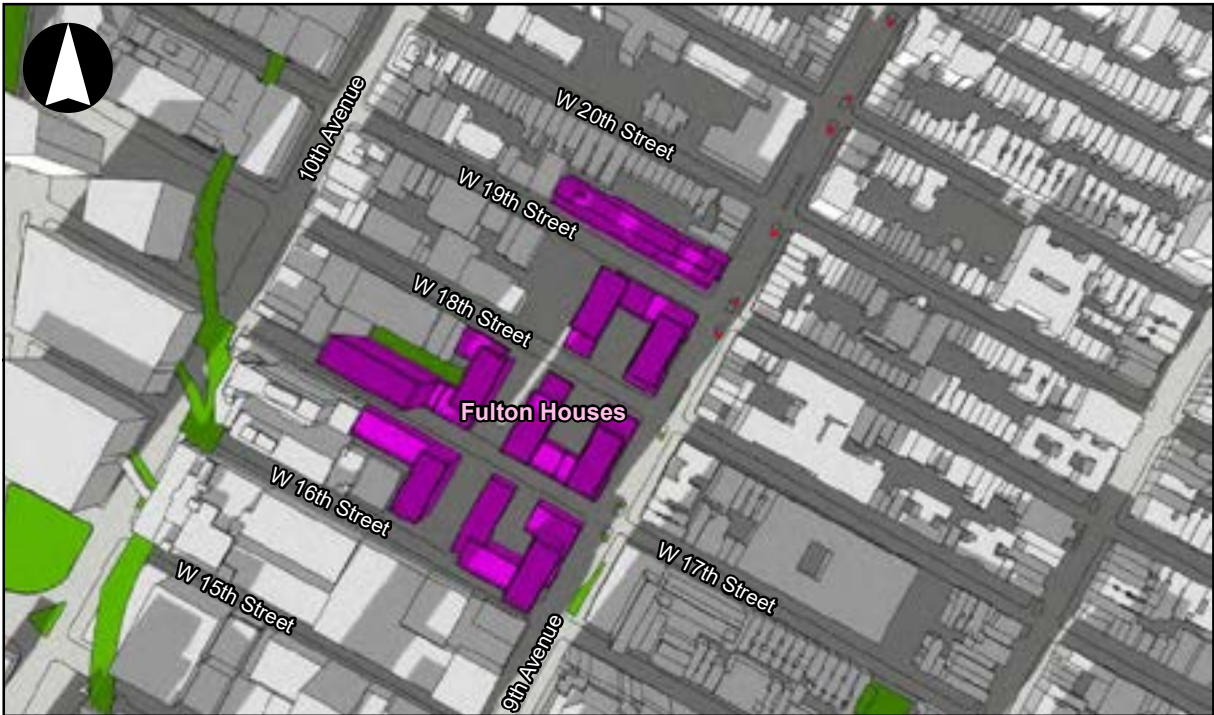 10th Avenue
W 20th Street
W 19th Street
W 18th Street
Fulton Houses
W 16th Street
W 17th Street
W 15th Street
9th Avenue